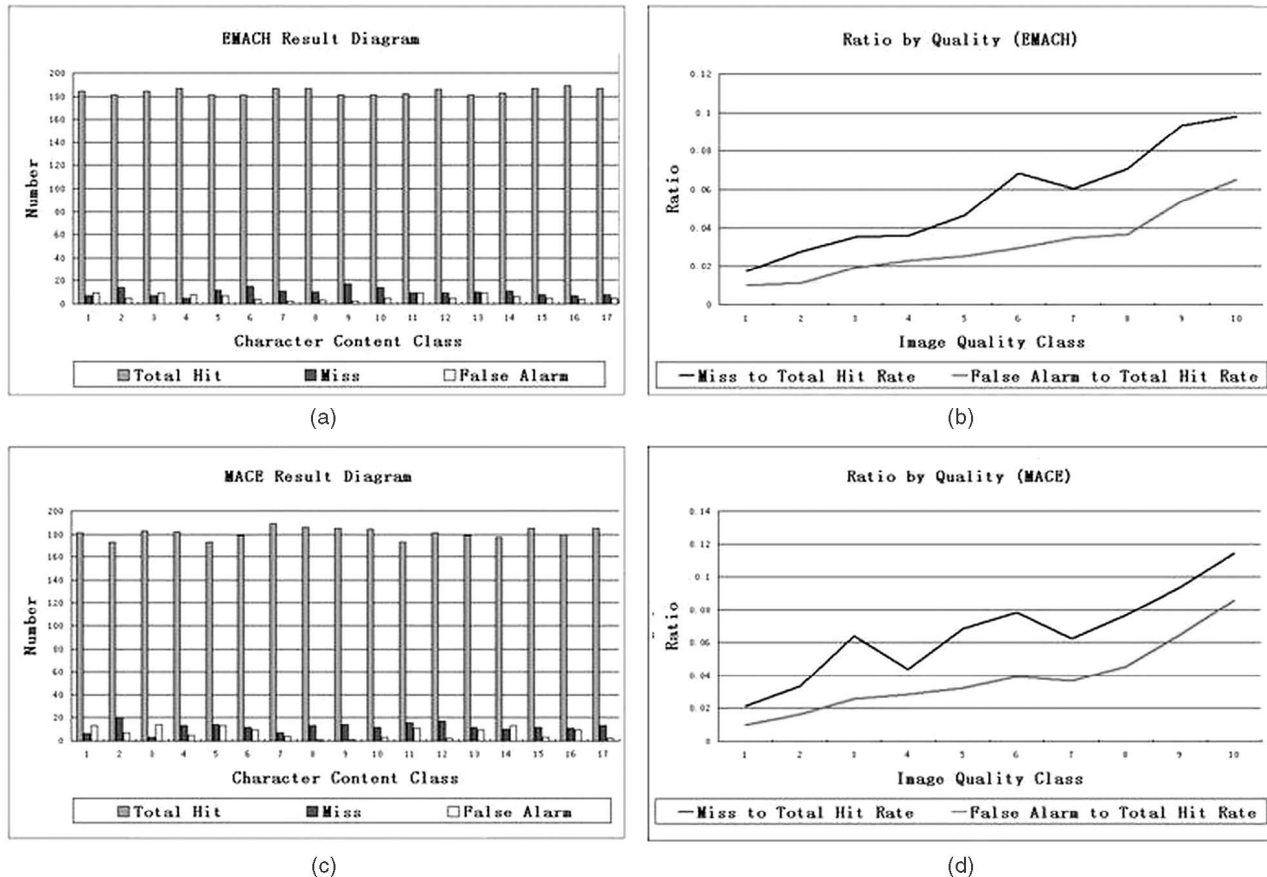 EMACH Result Diagram
Number
200
180
160
140
120
100
80
60
40
20
0
1 2 3 4 5 6 7 8 9 10 11 12 13 14 15 16 17
Character Content Class
Total Hit Miss False Alarm
(a)
Ratio by Quality (EMACH)
Ratio
0.12
0.1
0.08
0.06
0.04
0.02
0
1 2 3 4 5 6 7 8 9 10
Image Quality Class
Miss to Total Hit Rate False Alarm to Total Hit Rate
(b)
MACE Result Diagram
Number
200
180
160
140
120
100
80
60
40
20
0
1 2 3 4 5 6 7 8 9 10 11 12 13 14 15 16 17
Character Content Class
Total Hit Miss False Alarm
(c)
Ratio by Quality (MACE)
Ratio
0.14
0.12
0.1
0.08
0.06
0.04
0.02
0
1 2 3 4 5 6 7 8 9 10
Image Quality Class
Miss to Total Hit Rate False Alarm to Total Hit Rate
(d)